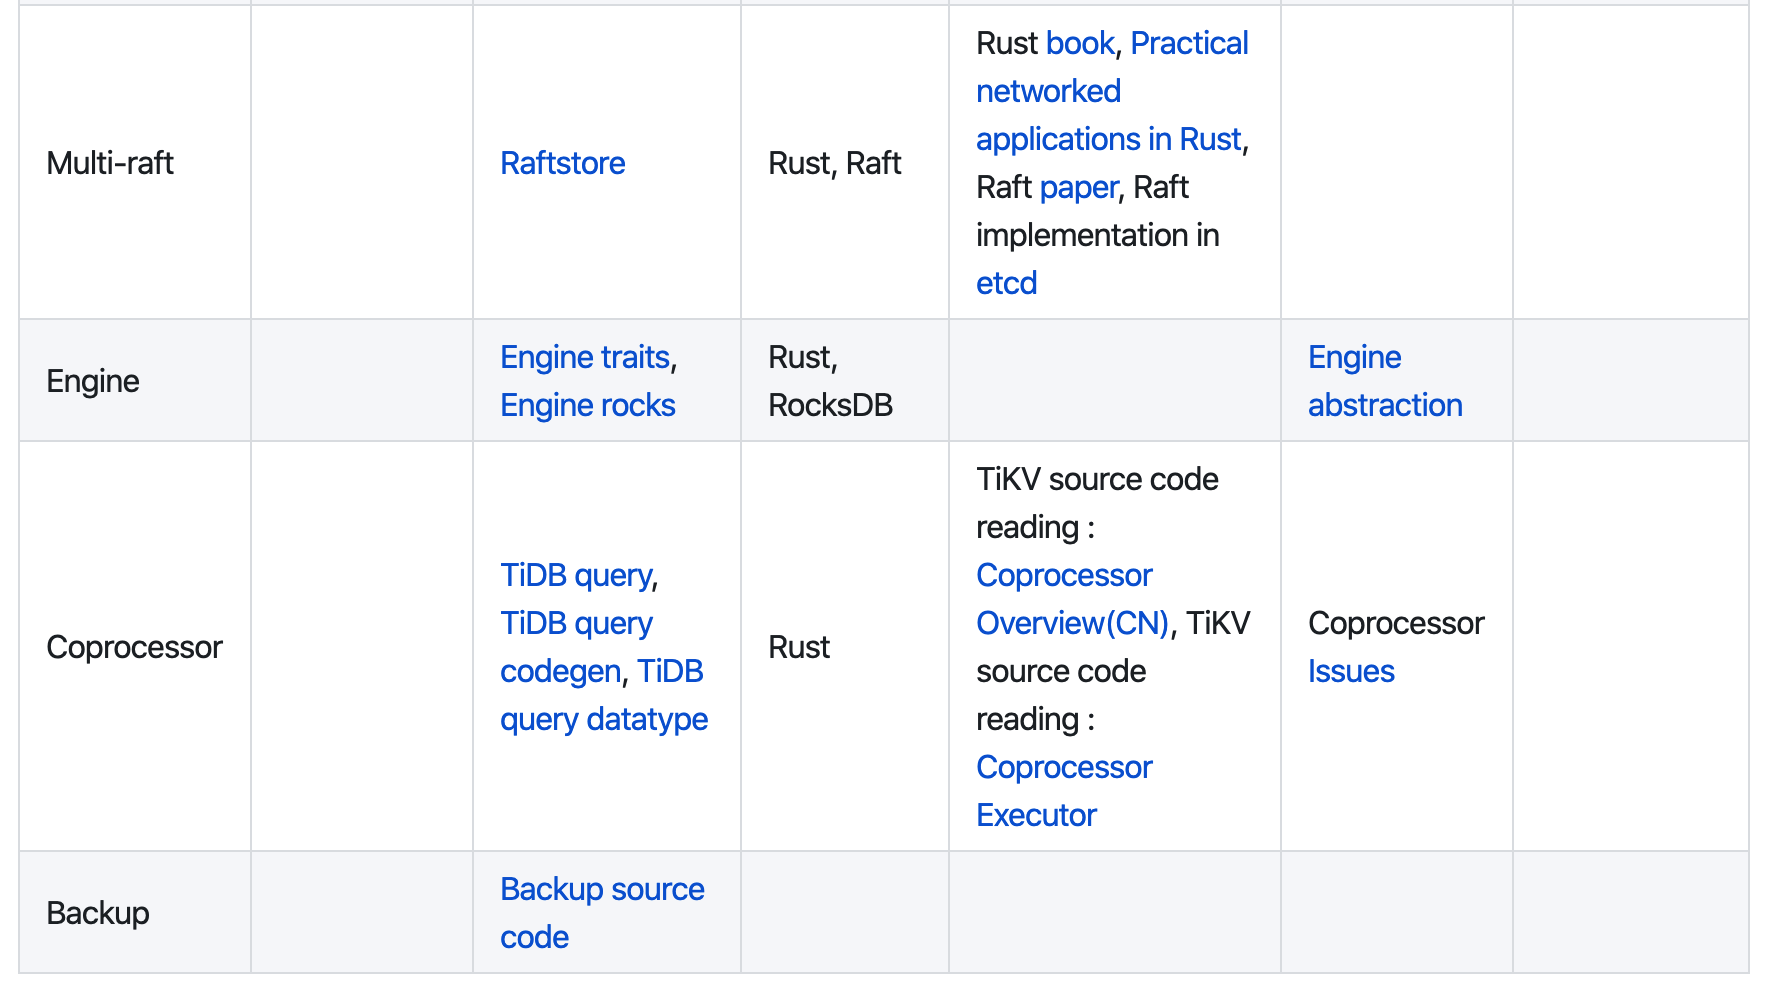 Multi-raft
Raftstore
Rust, Raft
Rust book, Practical
networked
applications in Rust,
Raft paper, Raft
implementation in
etcd
Engine
Engine traits,
Engine rocks
Rust,
RocksDB
Engine
abstraction
Coprocessor
TiDB query,
TiDB query
codegen, TiDB
query datatype
Rust
TiKV source code
reading :
Coprocessor
Overview(CN), TiKV
source code
reading :
Coprocessor
Executor
Coprocessor
Issues
Backup
Backup source
code